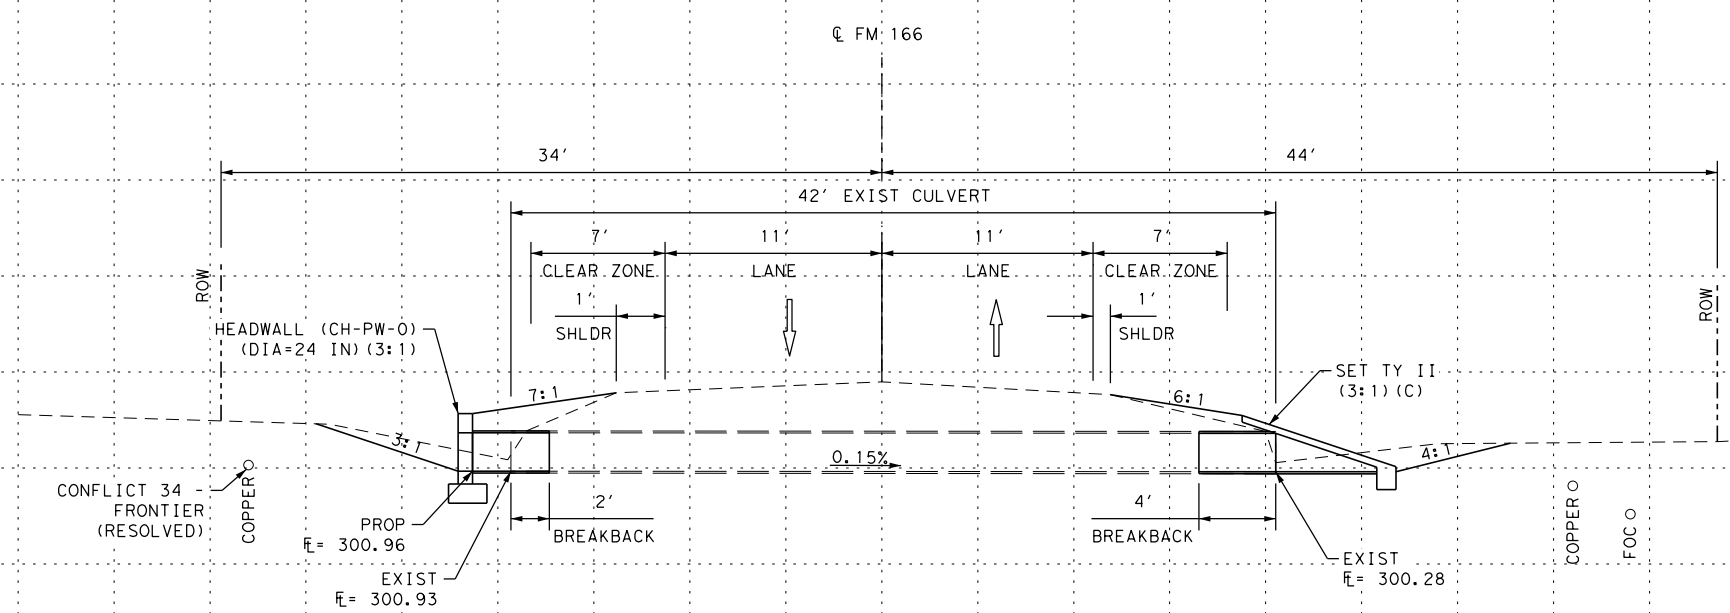 ℄ FM 166
34'
44'
42' EXIST CULVERT
7'
11'
11'
7'
CLEAR ZONE
LANE
LANE
CLEAR ZONE
ROW
ROW
1'
SHLDR
1'
SHLDR
HEADWALL (CH-PW-0)
(DIA=24 IN)(3:1)
SET TY II
(3:1)(C)
7:1
6:1
3:1
4:1
0.15%
CONFLICT 34 -
FRONTIER
(RESOLVED)
COPPER
PROP
FL= 300.96
EXIST
FL= 300.93
2'
BREAKBACK
4'
BREAKBACK
EXIST
FL= 300.28
COPPER
FOC